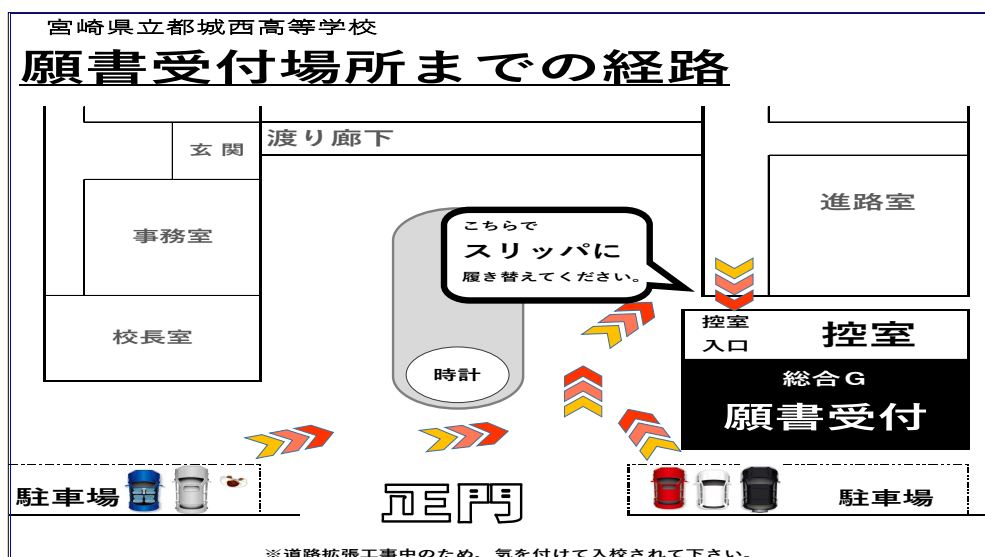 宮崎県立都城西高等学校
願書受付場所までの経路
渡り廊下
玄関
進路室
事務室
こちらで
スリッパに
履き替えてください。
校長室
控室
入口
控室
時計
総合G
願書受付
駐車場
正門
駐車場
※道路拡張工事中のため、気を付けて入校されて下さい。